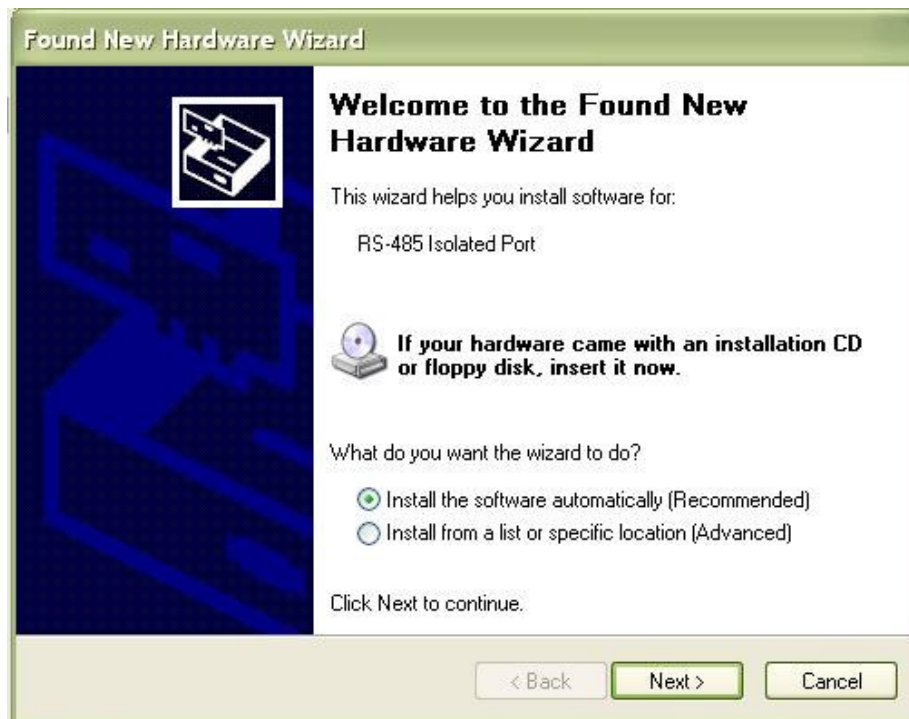 Found New Hardware Wizard
Welcome to the Found New
Hardware Wizard
This wizard helps you install software for:
RS-485 Isolated Port
If your hardware came with an installation CD
or floppy disk, insert it now.
What do you want the wizard to do?
Install the software automatically (Recommended)
Install from a list or specific location (Advanced)
Click Next to continue.
< Back
Next >
Cancel